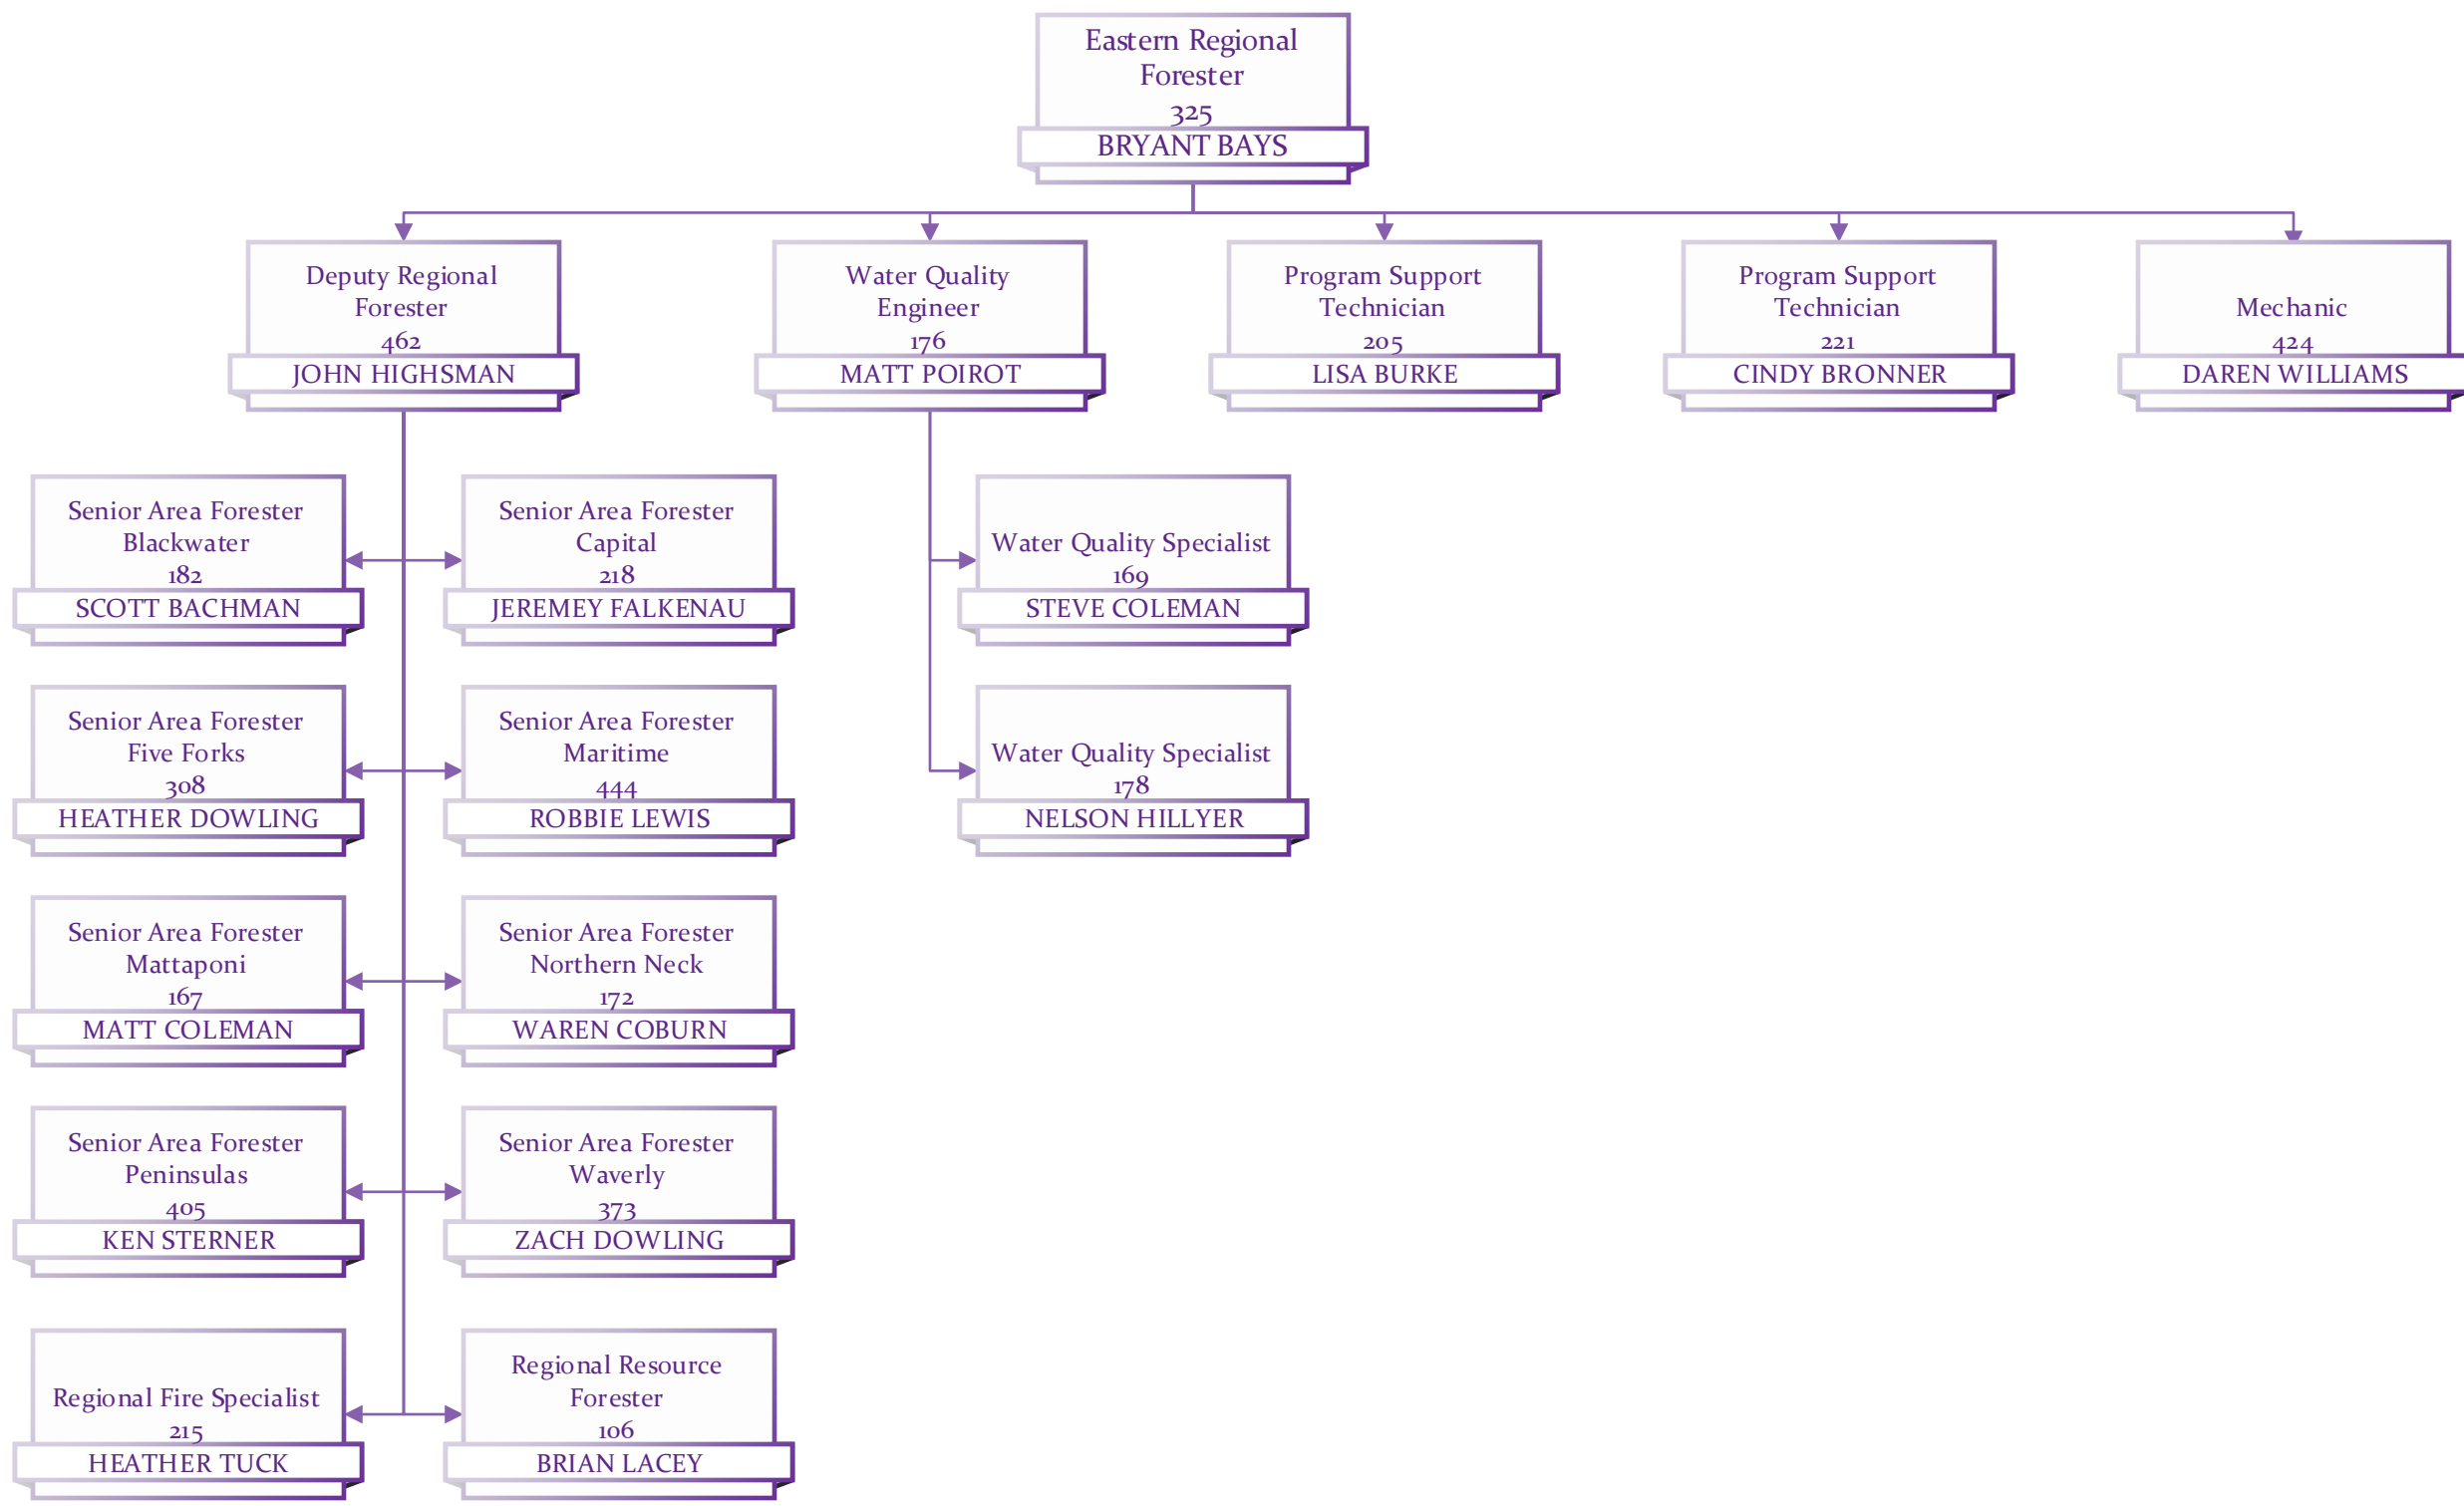 Eastern Regional
Forester
325
BRYANT BAYS
Deputy Regional
Forester
462
JOHN HIGHSMAN
Water Quality
Engineer
176
MATT POIROT
Program Support
Technician
205
LISA BURKE
Program Support
Technician
221
CINDY BRONNER
Mechanic
424
DAREN WILLIAMS
Senior Area Forester
Blackwater
182
SCOTT BACHMAN
Senior Area Forester
Capital
218
JEREMEY FALKENAU
Water Quality Specialist
169
STEVE COLEMAN
Senior Area Forester
Five Forks
308
HEATHER DOWLING
Senior Area Forester
Maritime
444
ROBBIE LEWIS
Water Quality Specialist
178
NELSON HILLYER
Senior Area Forester
Mattaponi
167
MATT COLEMAN
Senior Area Forester
Northern Neck
172
WAREN COBURN
Senior Area Forester
Peninsulas
405
KEN STERNER
Senior Area Forester
Waverly
373
ZACH DOWLING
Regional Fire Specialist
215
HEATHER TUCK
Regional Resource
Forester
106
BRIAN LACEY